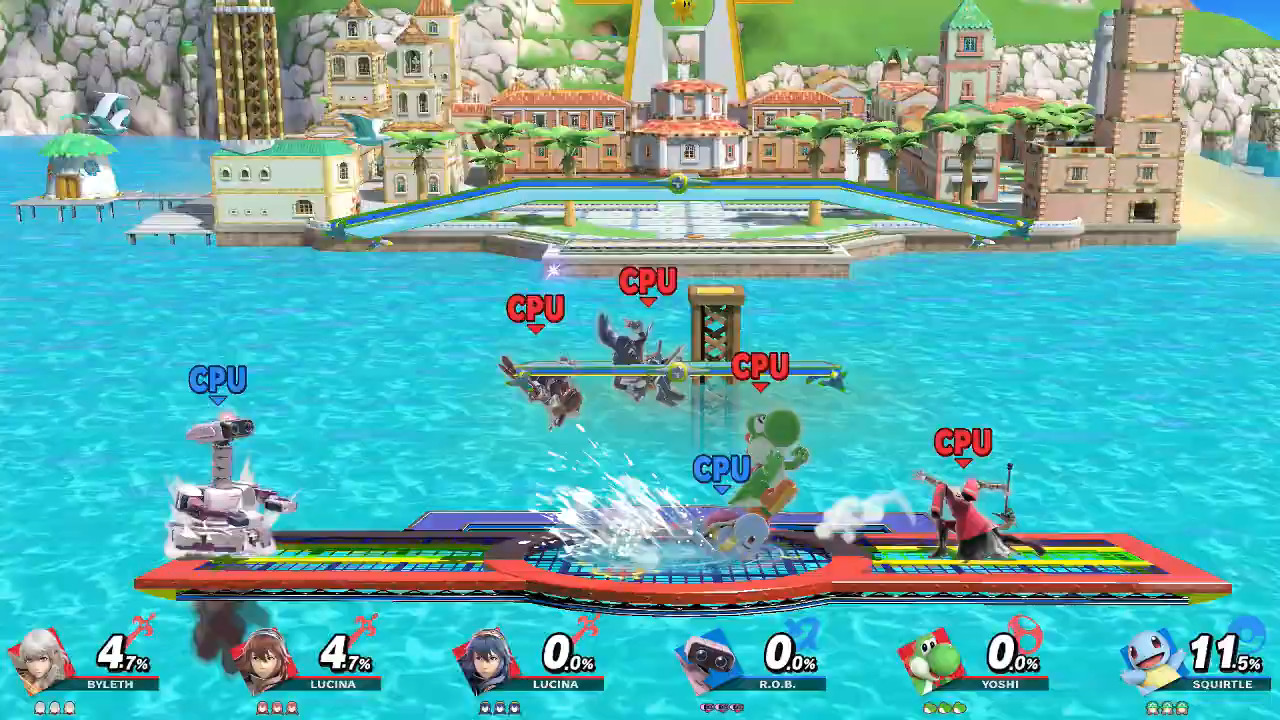 CPU
CPU
CPU
CPU
CPU
CPU
4.7%
BYLETH
4.7%
LUCINA
0.0%
LUCINA
0.0%
R.O.B.
0.0%
YOSHI
11.5%
SQUIRTLE